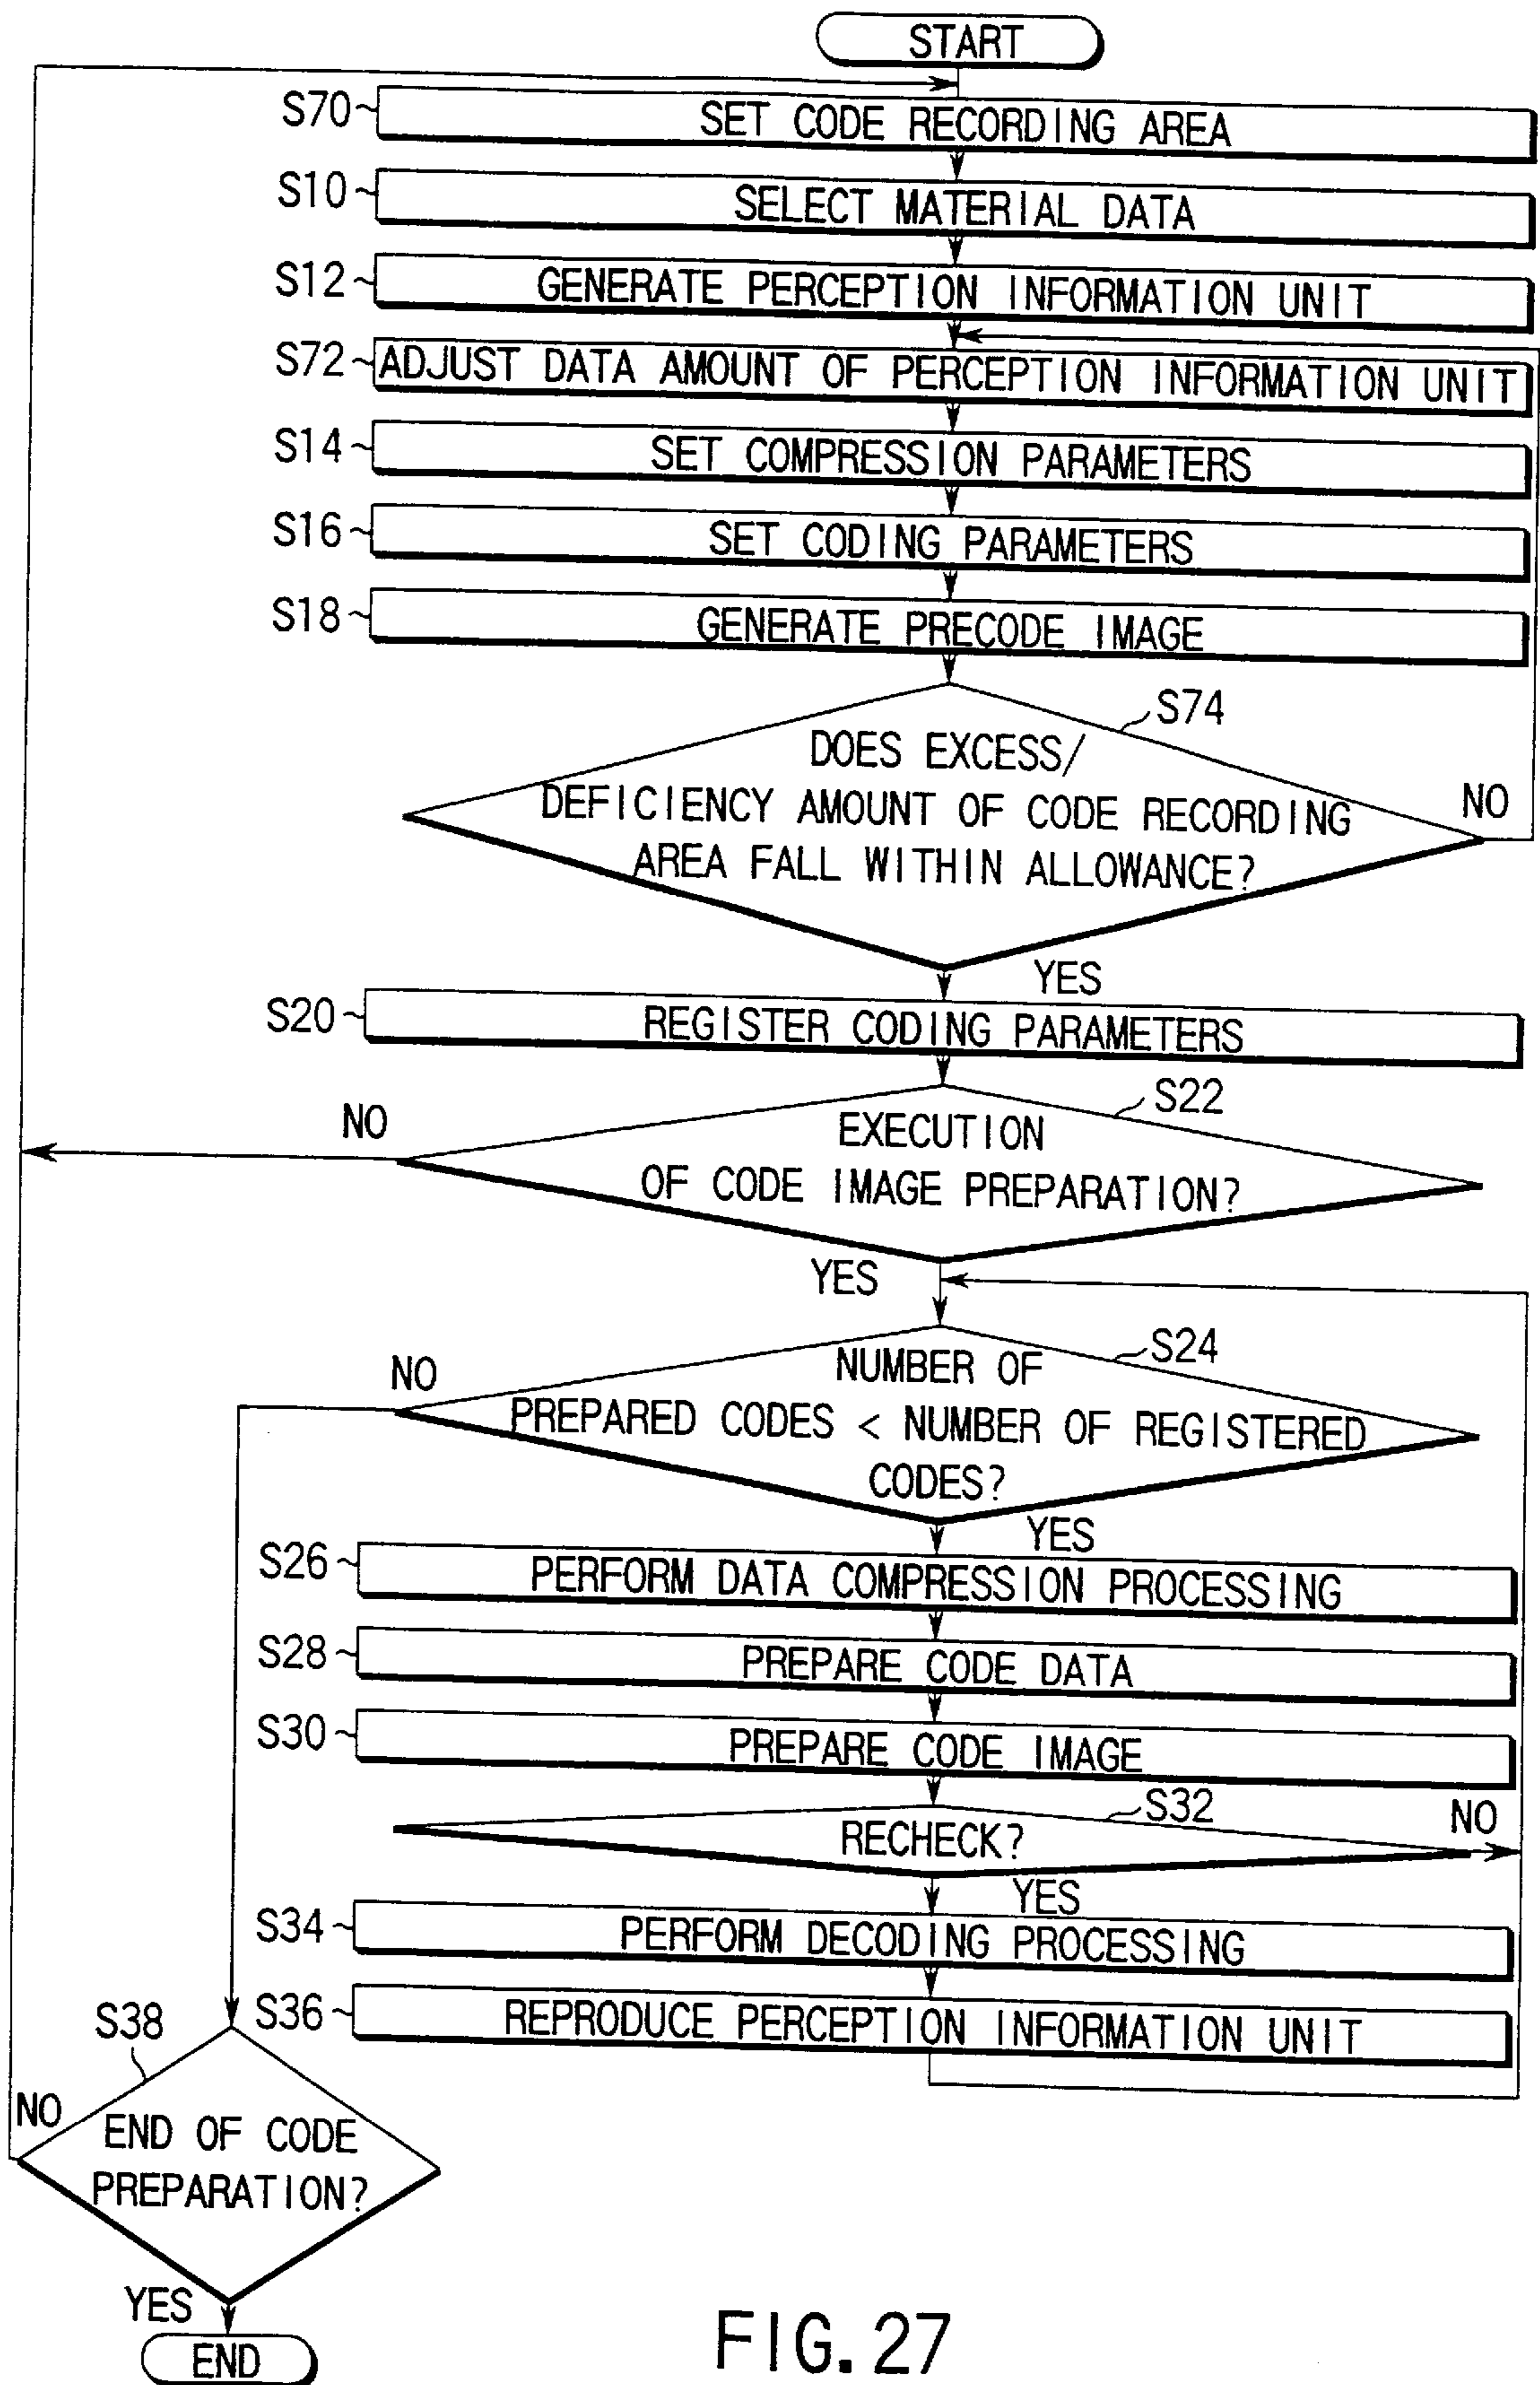 START
S70
SET CODE RECORDING AREA
S10
SELECT MATERIAL DATA
S12
GENERATE PERCEPTION INFORMATION UNIT
S72
ADJUST DATA AMOUNT OF PERCEPTION INFORMATION UNIT
S14
SET COMPRESSION PARAMETERS
S16
SET CODING PARAMETERS
S18
GENERATE PRECODE IMAGE
S74
DOES EXCESS/
DEFICIENCY AMOUNT OF CODE RECORDING
AREA FALL WITHIN ALLOWANCE?
NO
YES
S20
REGISTER CODING PARAMETERS
S22
NO
EXECUTION
OF CODE IMAGE PREPARATION?
YES
S24
NO
NUMBER OF
PREPARED CODES < NUMBER OF REGISTERED
CODES?
YES
S26
PERFORM DATA COMPRESSION PROCESSING
S28
PREPARE CODE DATA
S30
PREPARE CODE IMAGE
S32
RECHECK?
NO
YES
S34
PERFORM DECODING PROCESSING
S36
REPRODUCE PERCEPTION INFORMATION UNIT
S38
NO
END OF CODE
PREPARATION?
YES
END
FIG. 27